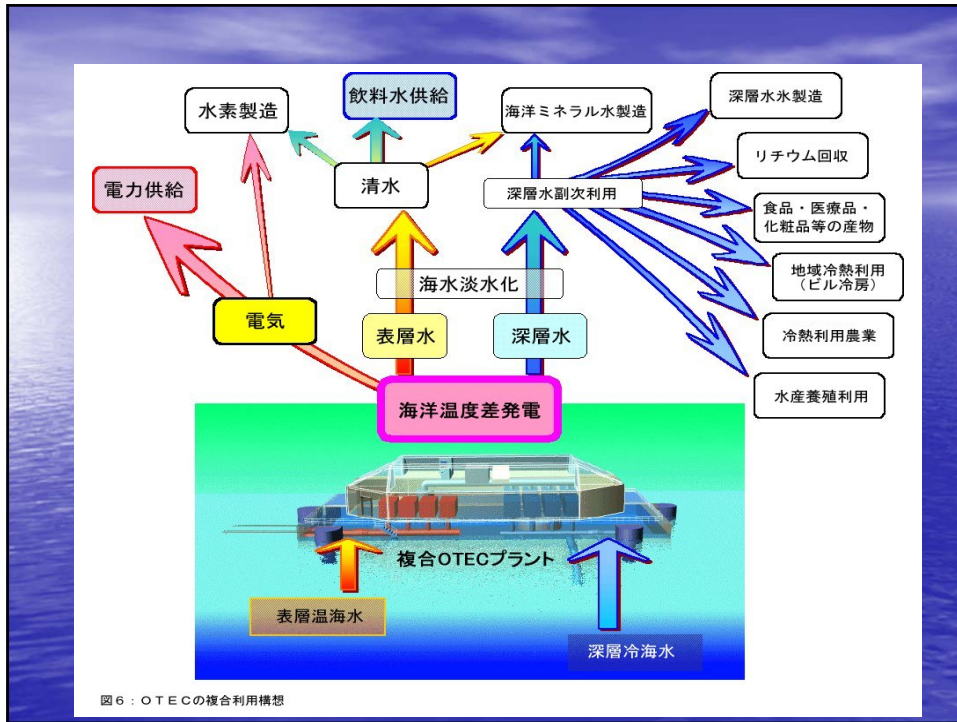 水素製造
飲料水供給
海洋ミネラル水製造
深層水氷製造
電力供給
清水
深層水副次利用
リチウム回収
食品・医療品・
化粧品等の産物
地域冷熱利用
(ビル冷房)
海水淡水化
電気
表層水
深層水
冷熱利用農業
水産養殖利用
海洋温度差発電
複合OTECプラント
表層温海水
深層冷海水
図6:OTECの複合利用構想